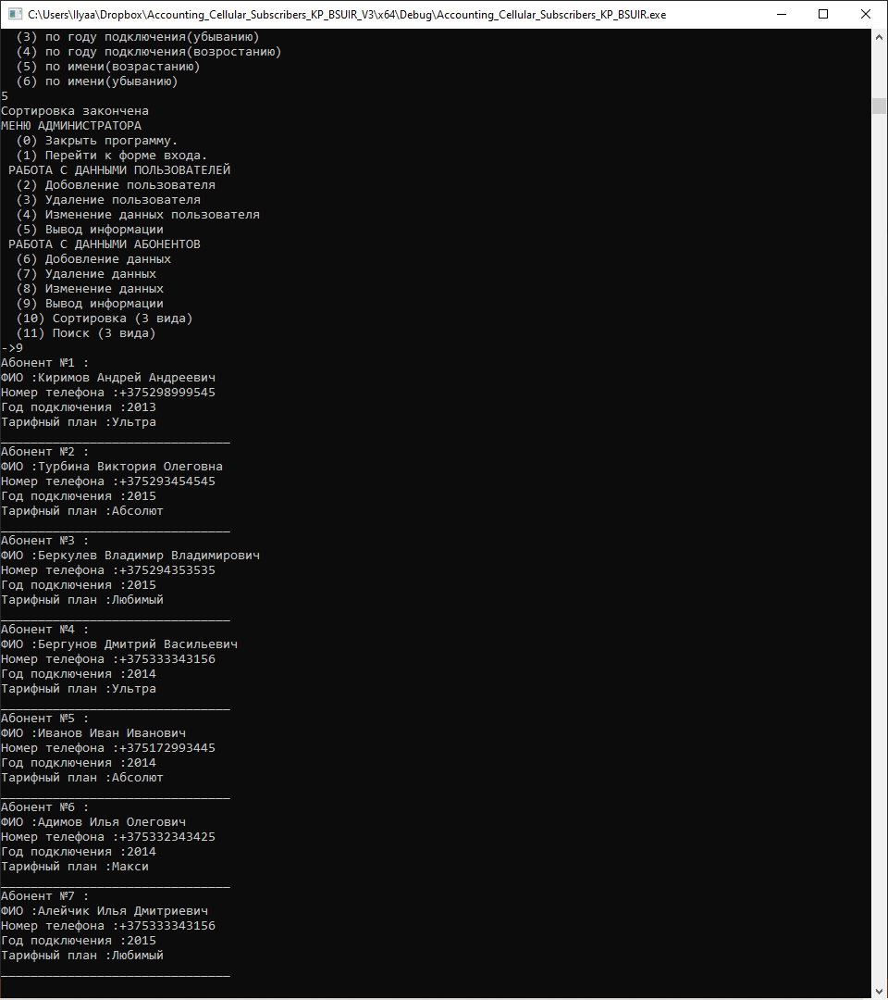 C:\Users\Ilyaa\Dropbox\Accounting_Cellular_Subscribers_KP_BSUIR_V3\x64\Debug\Accounting_Cellular_Subscribers_KP_BSUIR.exe
(3) по году подключения(убыванию)
(4) по году подключения(возростанию)
(5) по имени(возрастанию)
(6) по имени(убыванию)
5
Сортировка закончена
МЕНЮ АДМИНИСТРАТОРА
(0) Закрыть программу.
(1) Перейти к форме входа.
РАБОТА С ДАННЫМИ ПОЛЬЗОВАТЕЛЕЙ
(2) Добовление пользователя
(3) Удаление пользователя
(4) Изменение данных пользователя
(5) Вывод информации
РАБОТА С ДАННЫМИ АБОНЕНТОВ
(6) Добовление данных
(7) Удаление данных
(8) Изменение данных
(9) Вывод информации
(10) Сортировка (3 вида)
(11) Поиск (3 вида)
->9
Абонент №1 :
ФИО :Киримов Андрей Андреевич
Номер телефона :+375298999545
Год подключения :2013
Тарифный план :Ультра
_______________________________
Абонент №2 :
ФИО :Турбина Виктория Олеговна
Номер телефона :+375293454545
Год подключения :2015
Тарифный план :Абсолют
_______________________________
Абонент №3 :
ФИО :Беркулев Владимир Владимирович
Номер телефона :+375294353535
Год подключения :2015
Тарифный план :Любимый
_______________________________
Абонент №4 :
ФИО :Бергунов Дмитрий Васильевич
Номер телефона :+375333343156
Год подключения :2014
Тарифный план :Ультра
_______________________________
Абонент №5 :
ФИО :Иванов Иван Иванович
Номер телефона :+375172993445
Год подключения :2014
Тарифный план :Абсолют
_______________________________
Абонент №6 :
ФИО :Адимов Илья Олегович
Номер телефона :+375332343425
Год подключения :2014
Тарифный план :Макси
_______________________________
Абонент №7 :
ФИО :Алейчик Илья Дмитриевич
Номер телефона :+375333343156
Год подключения :2015
Тарифный план :Любимый
_______________________________